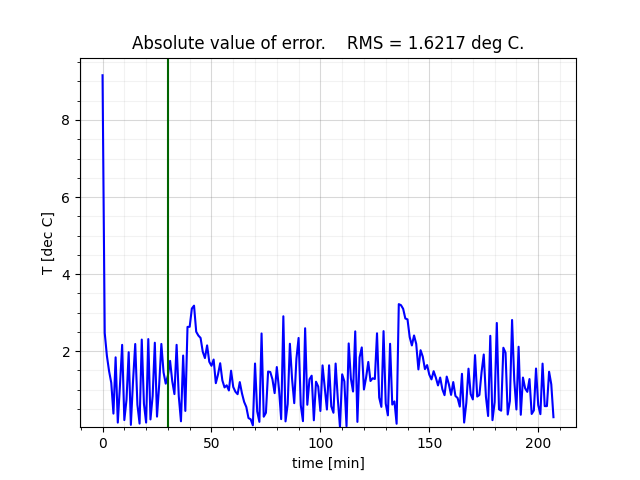 Absolute value of error. RMS = 1.6217 deg C.
8
6
4
2
T [dec C]
0 50 100 150 200
time [min]